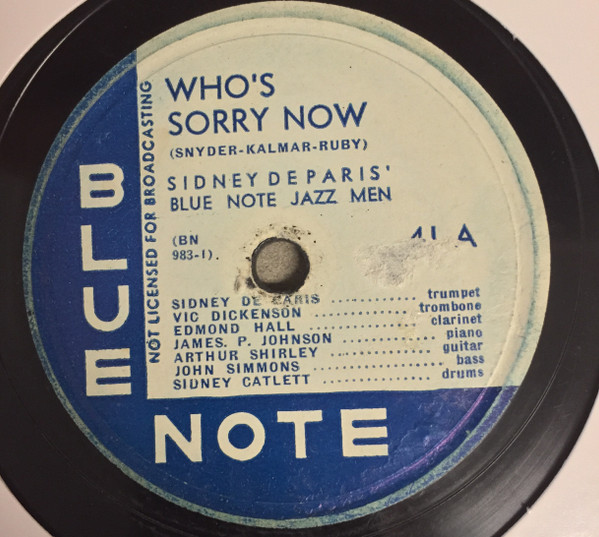 WHO'S
SORRY NOW
(SNYDER-KALMAR-RUBY)
SIDNEY DE PARIS'
BLUE NOTE JAZZ MEN
(BN
983-1)
41 A
SIDNEY DE PARIS .............. trumpet
VIC DICKENSON .............. trombone
EDMOND HALL .............. clarinet
JAMES. P. JOHNSON .............. piano
ARTHUR SHIRLEY .............. guitar
JOHN SIMMONS .............. bass
SIDNEY CATLETT .............. drums
NOT LICENSED FOR BROADCASTING
BLUE
NOTE